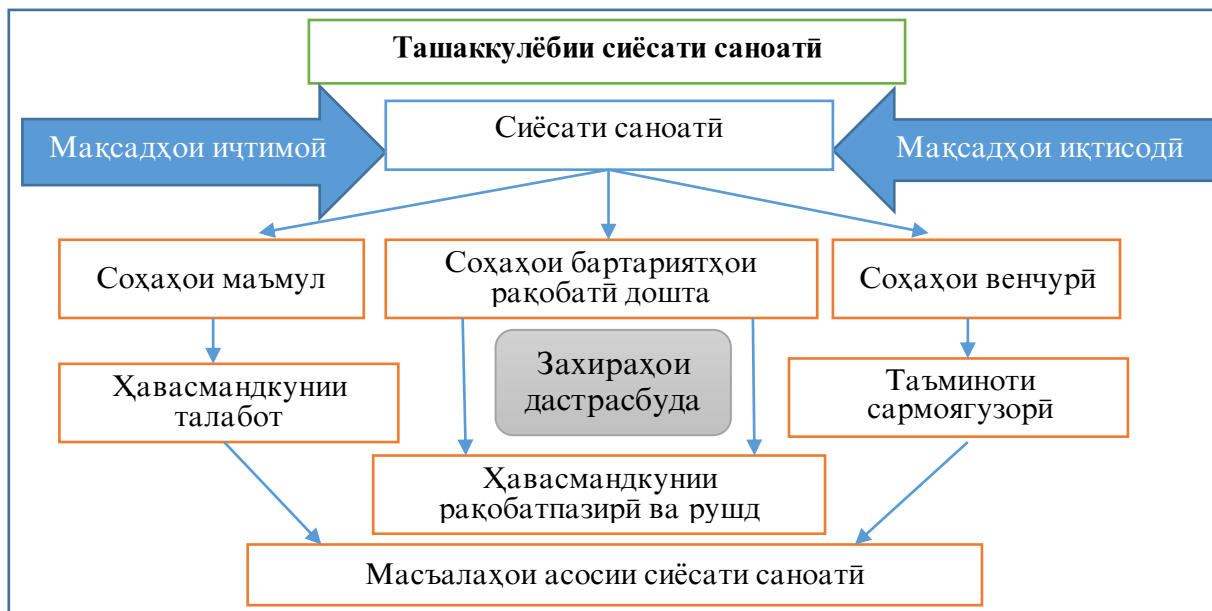 Ташаккулёбии сиёсати саноатӣ
Сиёсати саноатӣ
Мақсадҳои иҷтимоӣ
Мақсадҳои иқтисодӣ
Соҳаҳои маъмул
Соҳаҳои бартариятҳои
рақобатӣ дошта
Соҳаҳои венчурӣ
Ҳавасмандкунии
талабот
Захираҳои
дастрасбуда
Таъминоти
сармоягузорӣ
Ҳавасмандкунии
рақобатпазирӣ ва рушд
Масъалаҳои асосии сиёсати саноатӣ